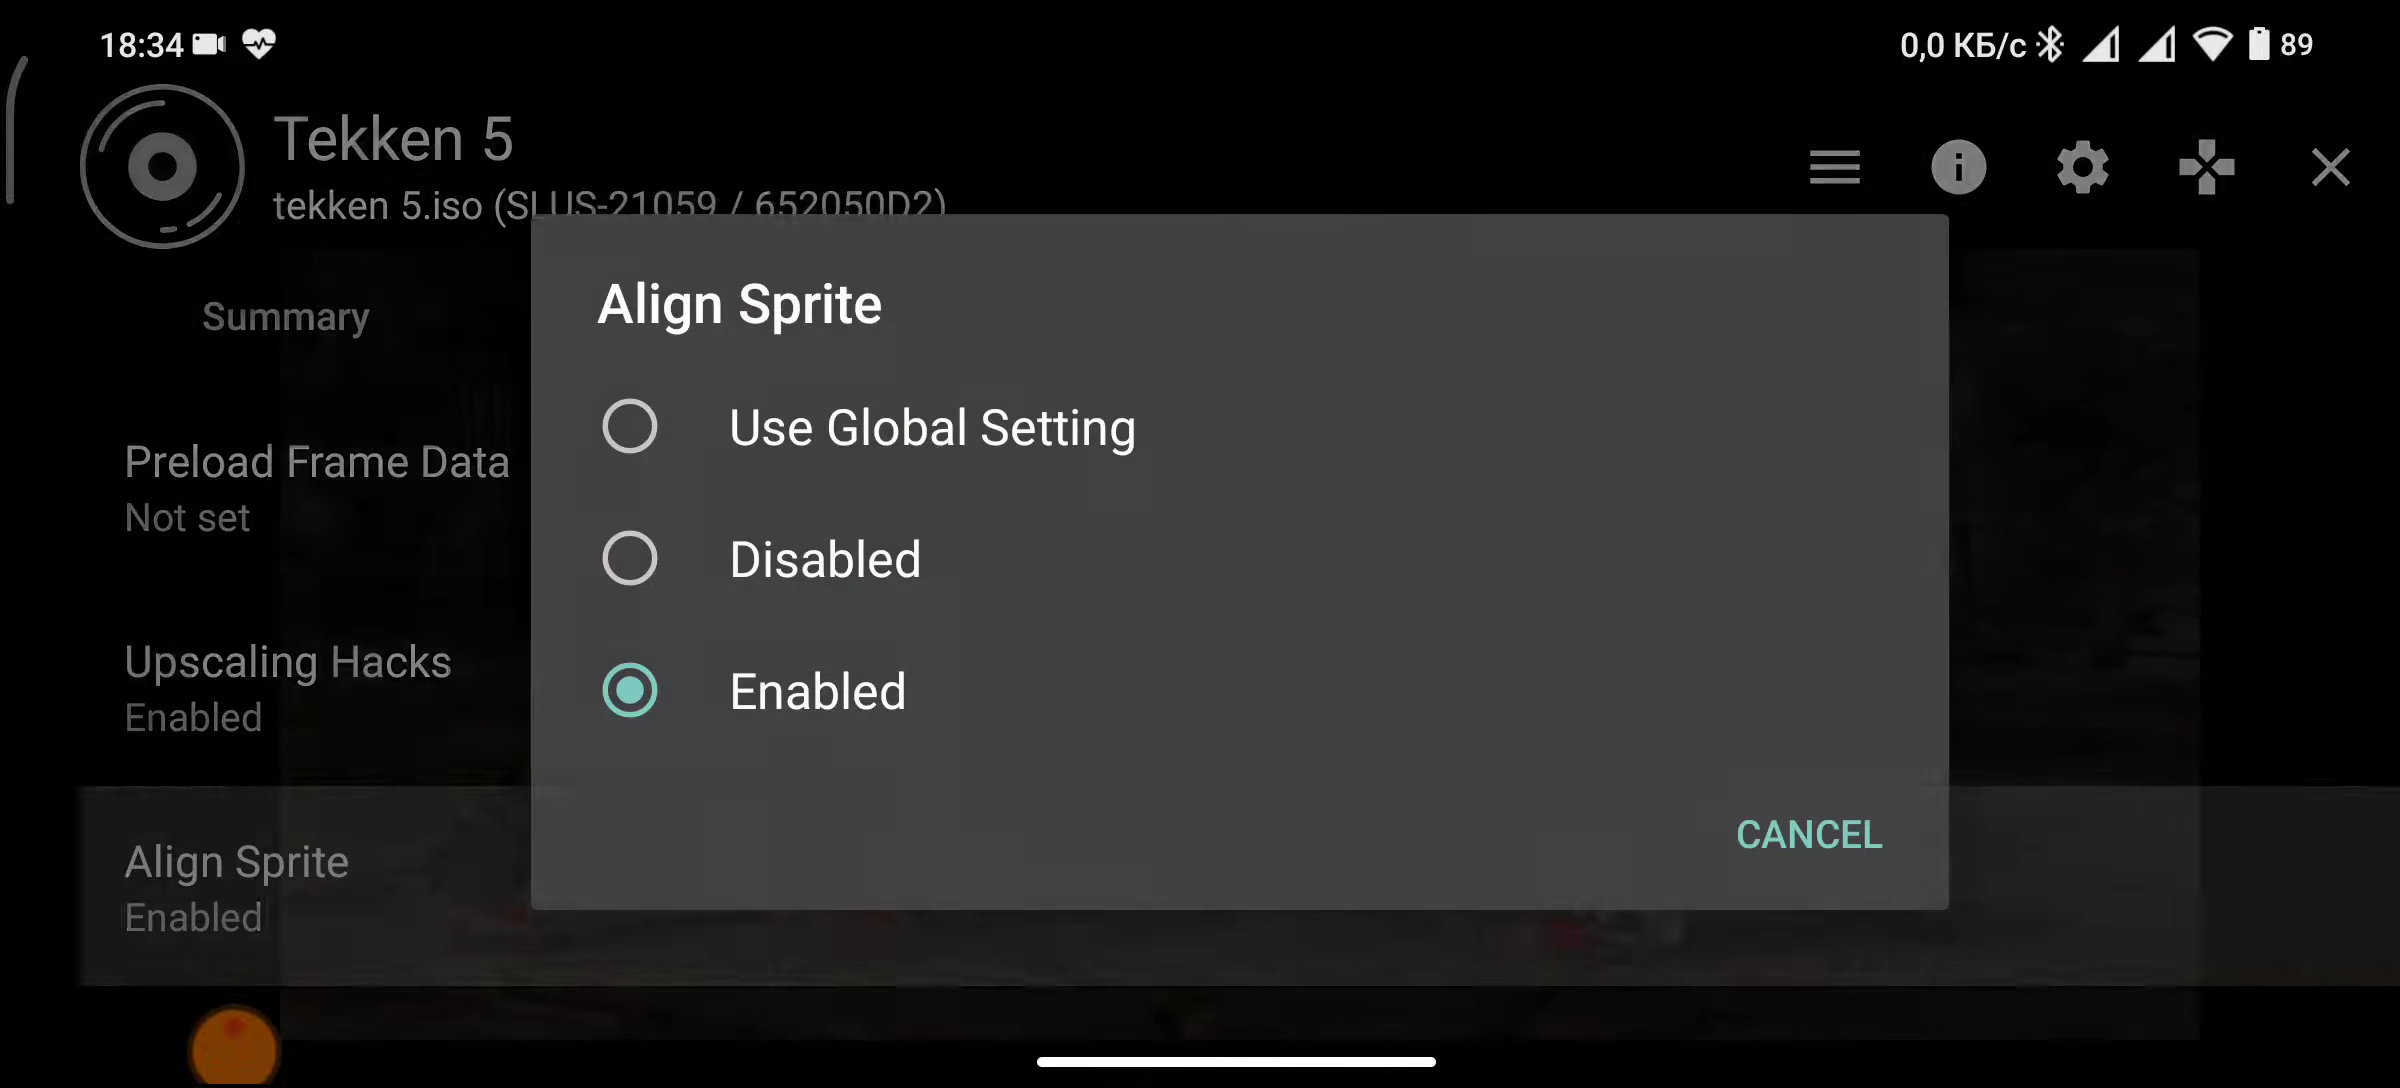 18:34
0,0 КБ/с 89
Tekken 5
tekken 5.iso (SLUS-21059 / 652050D2)
Summary
Preload Frame Data
Not set
Upscaling Hacks
Enabled
Align Sprite
Enabled
Align Sprite
Use Global Setting
Disabled
Enabled
CANCEL